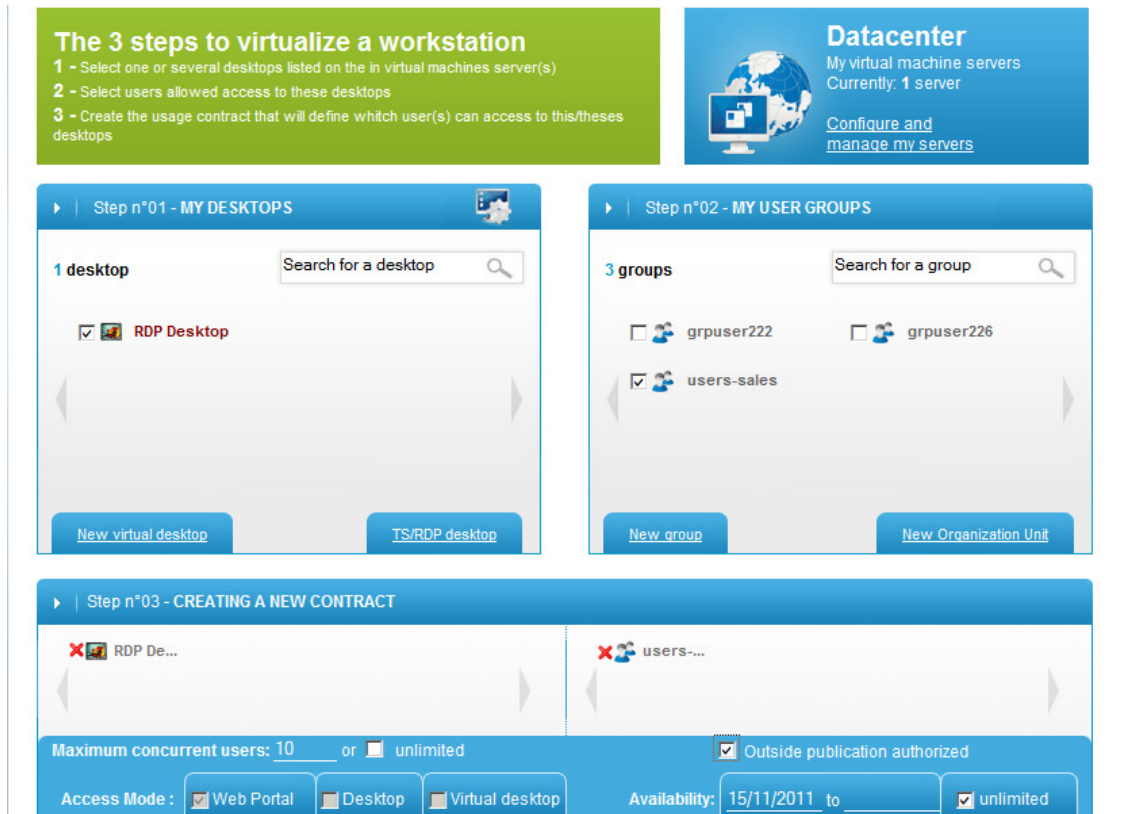 The 3 steps to virtualize a workstation
1 - Select one or several desktops listed on the in virtual machines server(s)
2 - Select users allowed access to these desktops
3 - Create the usage contract that will define whitch user(s) can access to this/theses
desktops
Datacenter
My virtual machine servers
Currently: 1 server
Configure and
manage my servers
Step n°01 - MY DESKTOPS
1 desktop
Search for a desktop
RDP Desktop
New virtual desktop
TS/RDP desktop
Step n°02 - MY USER GROUPS
3 groups
Search for a group
grpuser222
grpuser226
users-sales
New group
New Organization Unit
Step n°03 - CREATING A NEW CONTRACT
RDP De...
users-...
Maximum concurrent users: 10 or unlimited
Outside publication authorized
Access Mode : Web Portal Desktop Virtual desktop
Availability: 15/11/2011 to unlimited